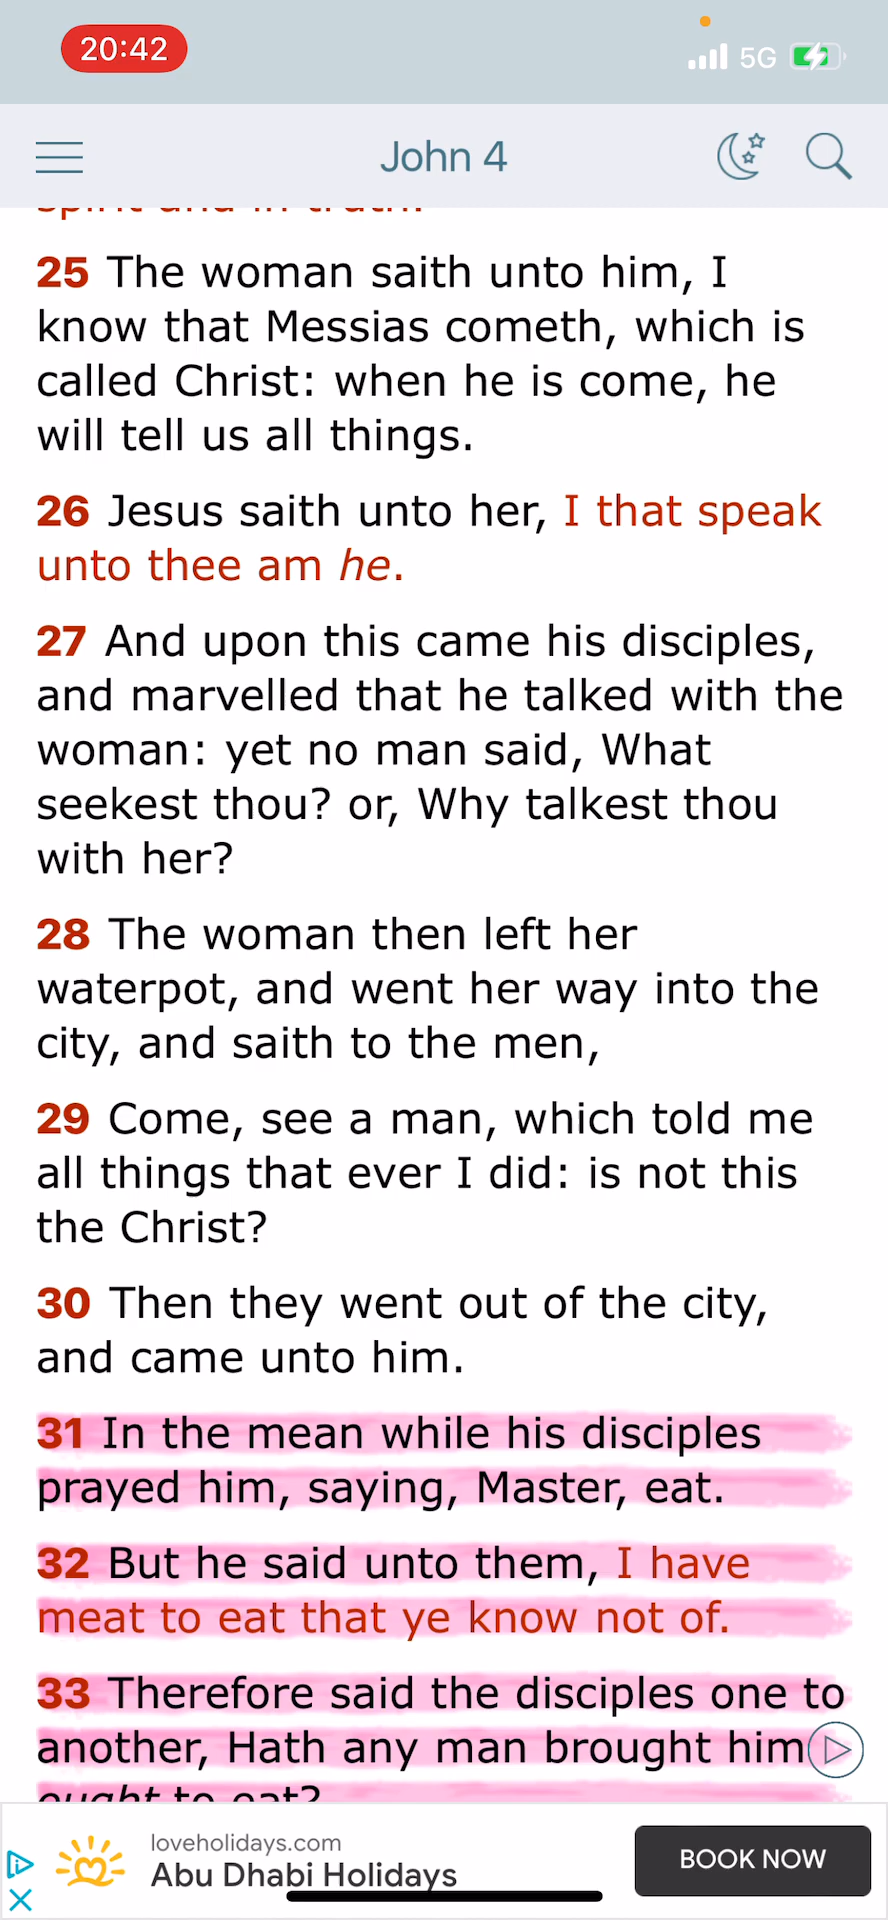 20:42
5G
John 4
spirit and in truth.
25 The woman saith unto him, I
know that Messias cometh, which is
called Christ: when he is come, he
will tell us all things.
26 Jesus saith unto her, I that speak
unto thee am he.
27 And upon this came his disciples,
and marvelled that he talked with the
woman: yet no man said, What
seekest thou? or, Why talkest thou
with her?
28 The woman then left her
waterpot, and went her way into the
city, and saith to the men,
29 Come, see a man, which told me
all things that ever I did: is not this
the Christ?
30 Then they went out of the city,
and came unto him.
31 In the mean while his disciples
prayed him, saying, Master, eat.
32 But he said unto them, I have
meat to eat that ye know not of.
33 Therefore said the disciples one to
another, Hath any man brought him
ought to eat?
loveholidays.com
Abu Dhabi Holidays
BOOK NOW